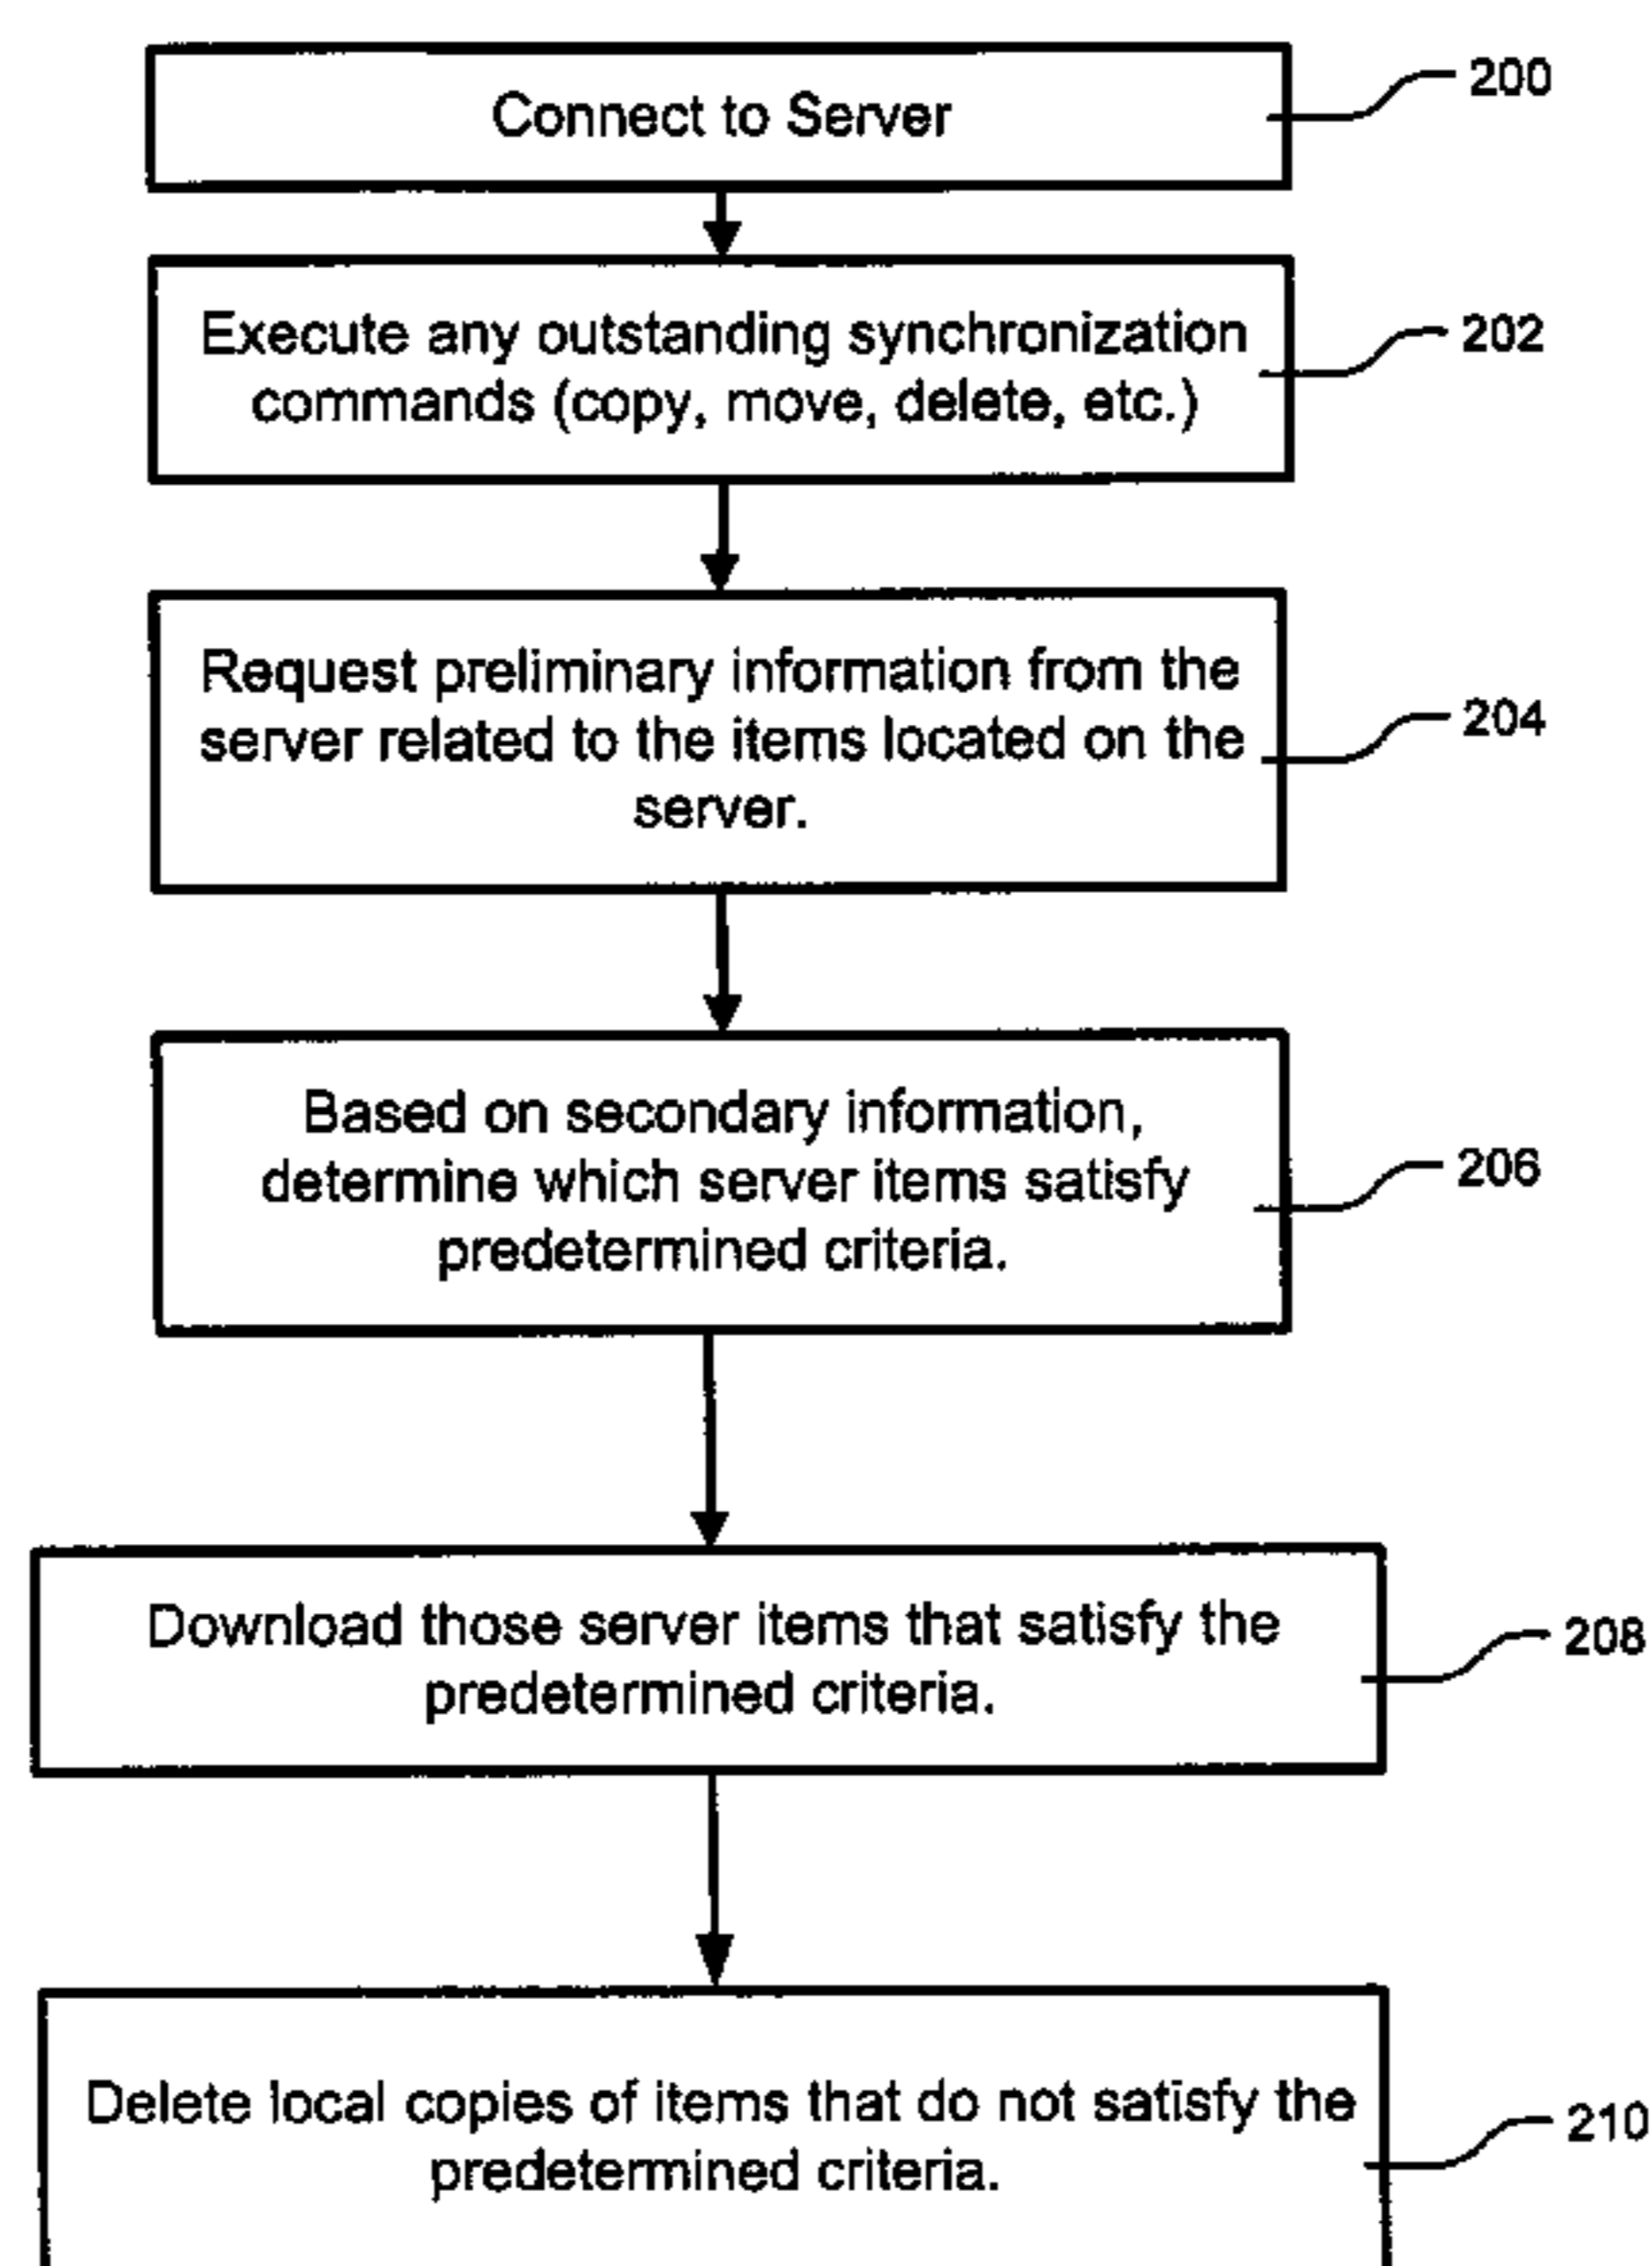 Connect to Server
200
Execute any outstanding synchronization
commands (copy, move, delete, etc.)
202
Request preliminary information from the
server related to the items located on the
server.
204
Based on secondary information,
determine which server items satisfy
predetermined criteria.
206
Download those server items that satisfy the
predetermined criteria.
208
Delete local copies of items that do not satisfy the
predetermined criteria.
210